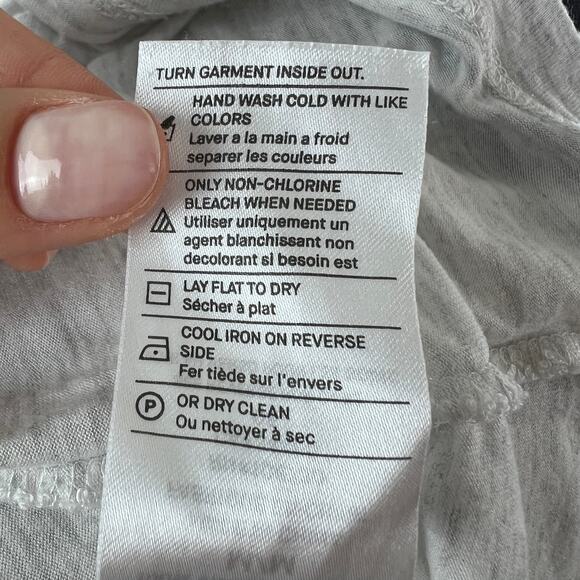 TURN GARMENT INSIDE OUT.
HAND WASH COLD WITH LIKE
COLORS
Laver a la main a froid
separer les couleurs
ONLY NON-CHLORINE
BLEACH WHEN NEEDED
Utiliser uniquement un
agent blanchissant non
decolorant si besoin est
LAY FLAT TO DRY
Sécher à plat
COOL IRON ON REVERSE
SIDE
Fer tiède sur l'envers
P
OR DRY CLEAN
Ou nettoyer à sec